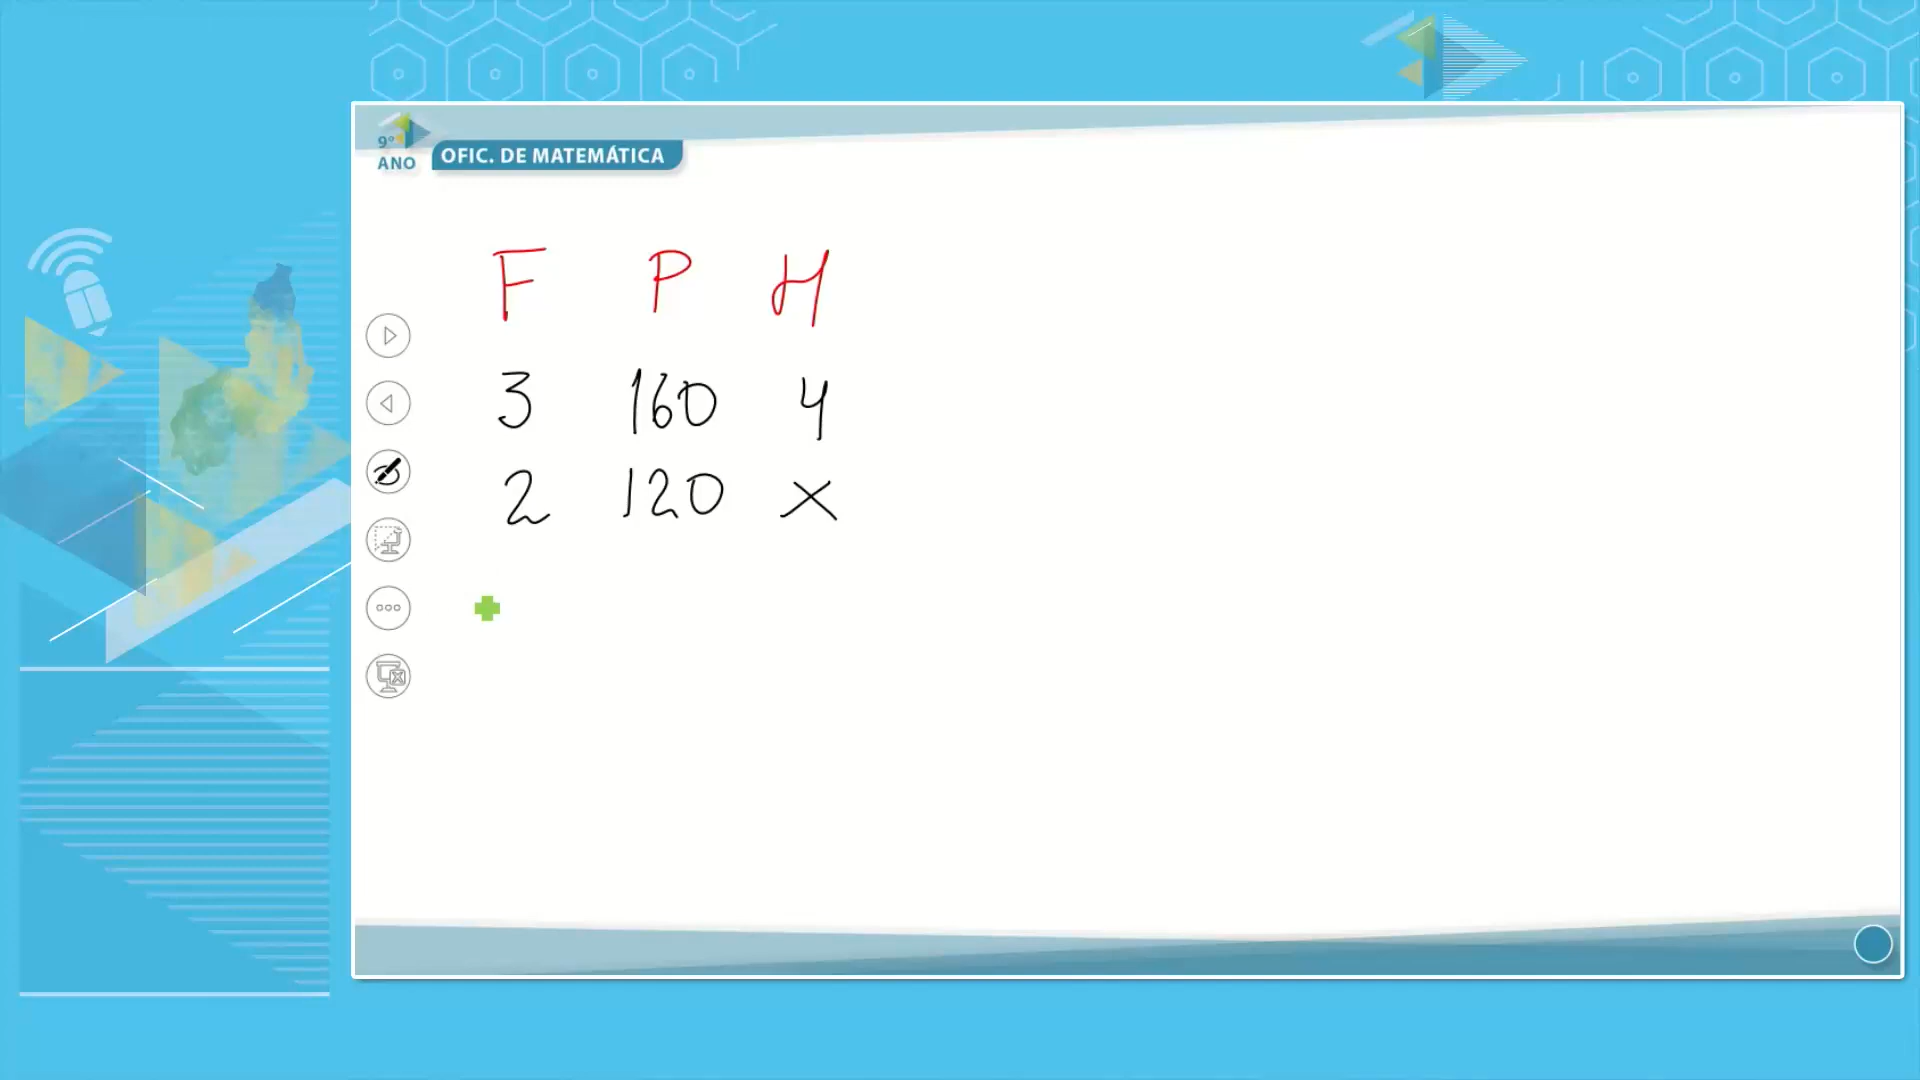 9º
ANO
OFIC. DE MATEMÁTICA
F P H
3 160 4
2 120 x